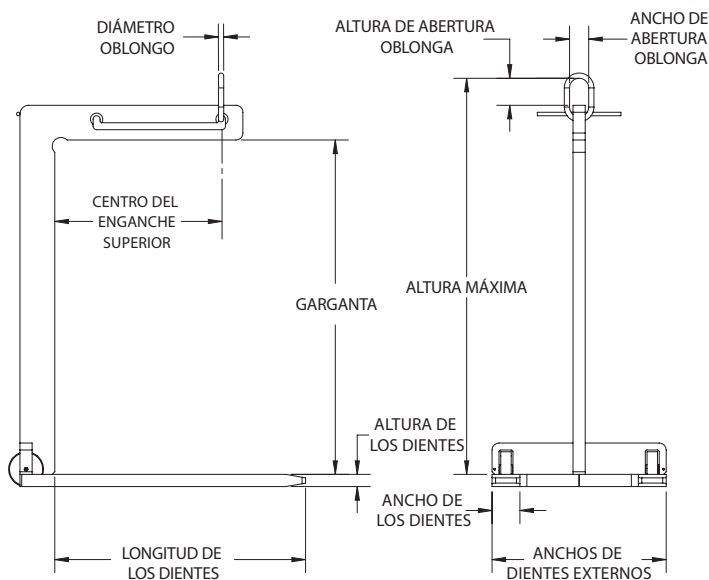 DIÁMETRO
OBLONGO
ALTURA DE ABERTURA
OBLONGA
ANCHO DE
ABERTURA
OBLONGA
CENTRO DEL
ENGANCHE
SUPERIOR
GARGANTA
ALTURA MÁXIMA
ALTURA DE
LOS DIENTES
ANCHO DE
LOS DIENTES
LONGITUD DE
LOS DIENTES
ANCHOS DE
DIENTES EXTERNOS